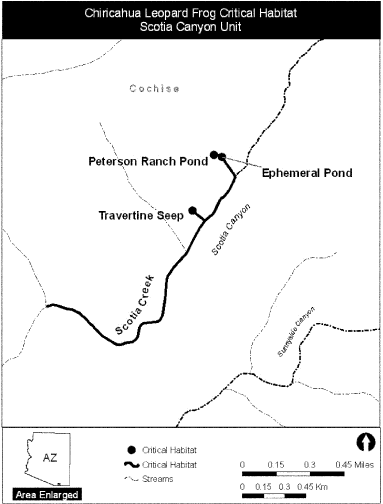 Chiricahua Leopard Frog Critical Habitat
Scotia Canyon Unit
Cochise
Peterson Ranch Pond
Ephemeral Pond
Travertine Seep
Scotia Canyon
Scotia Creek
Sunnyside Canyon
AZ
Area Enlarged
Critical Habitat
Critical Habitat
Streams
0 0.15 0.3 0.45 Miles
0 0.15 0.3 0.45 Km